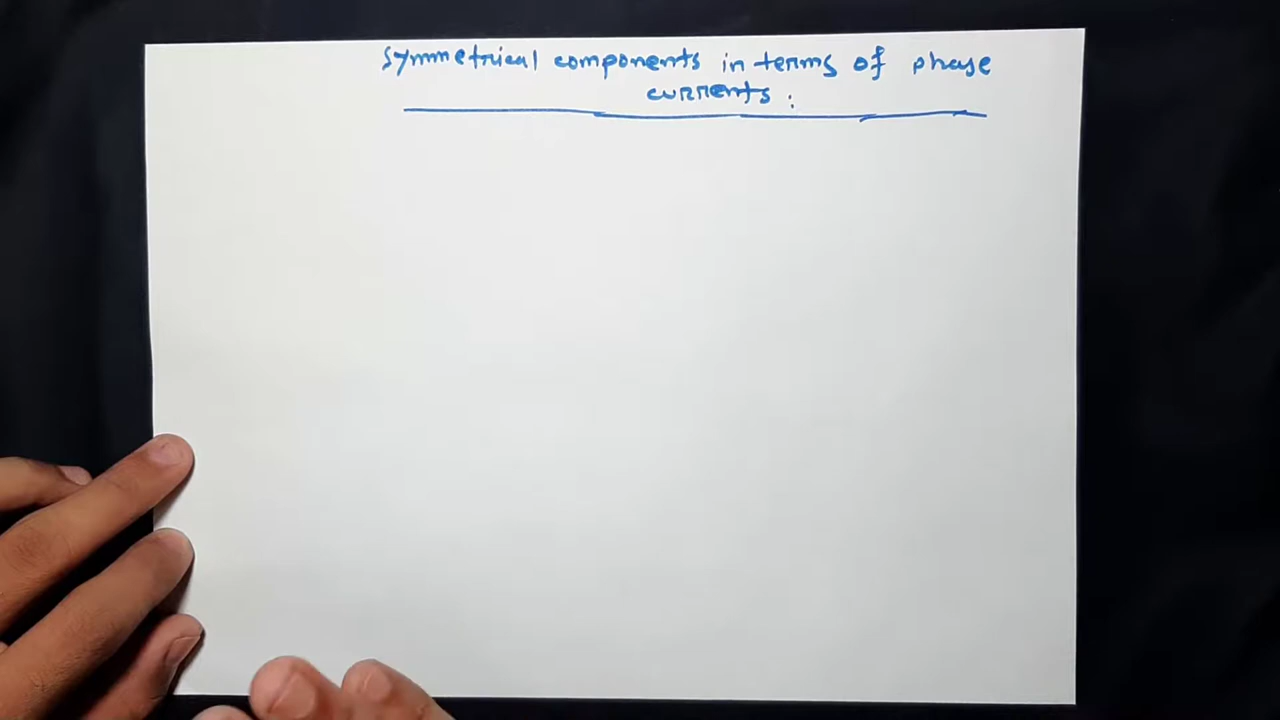 Symmetrical components in terms of phase
currents :